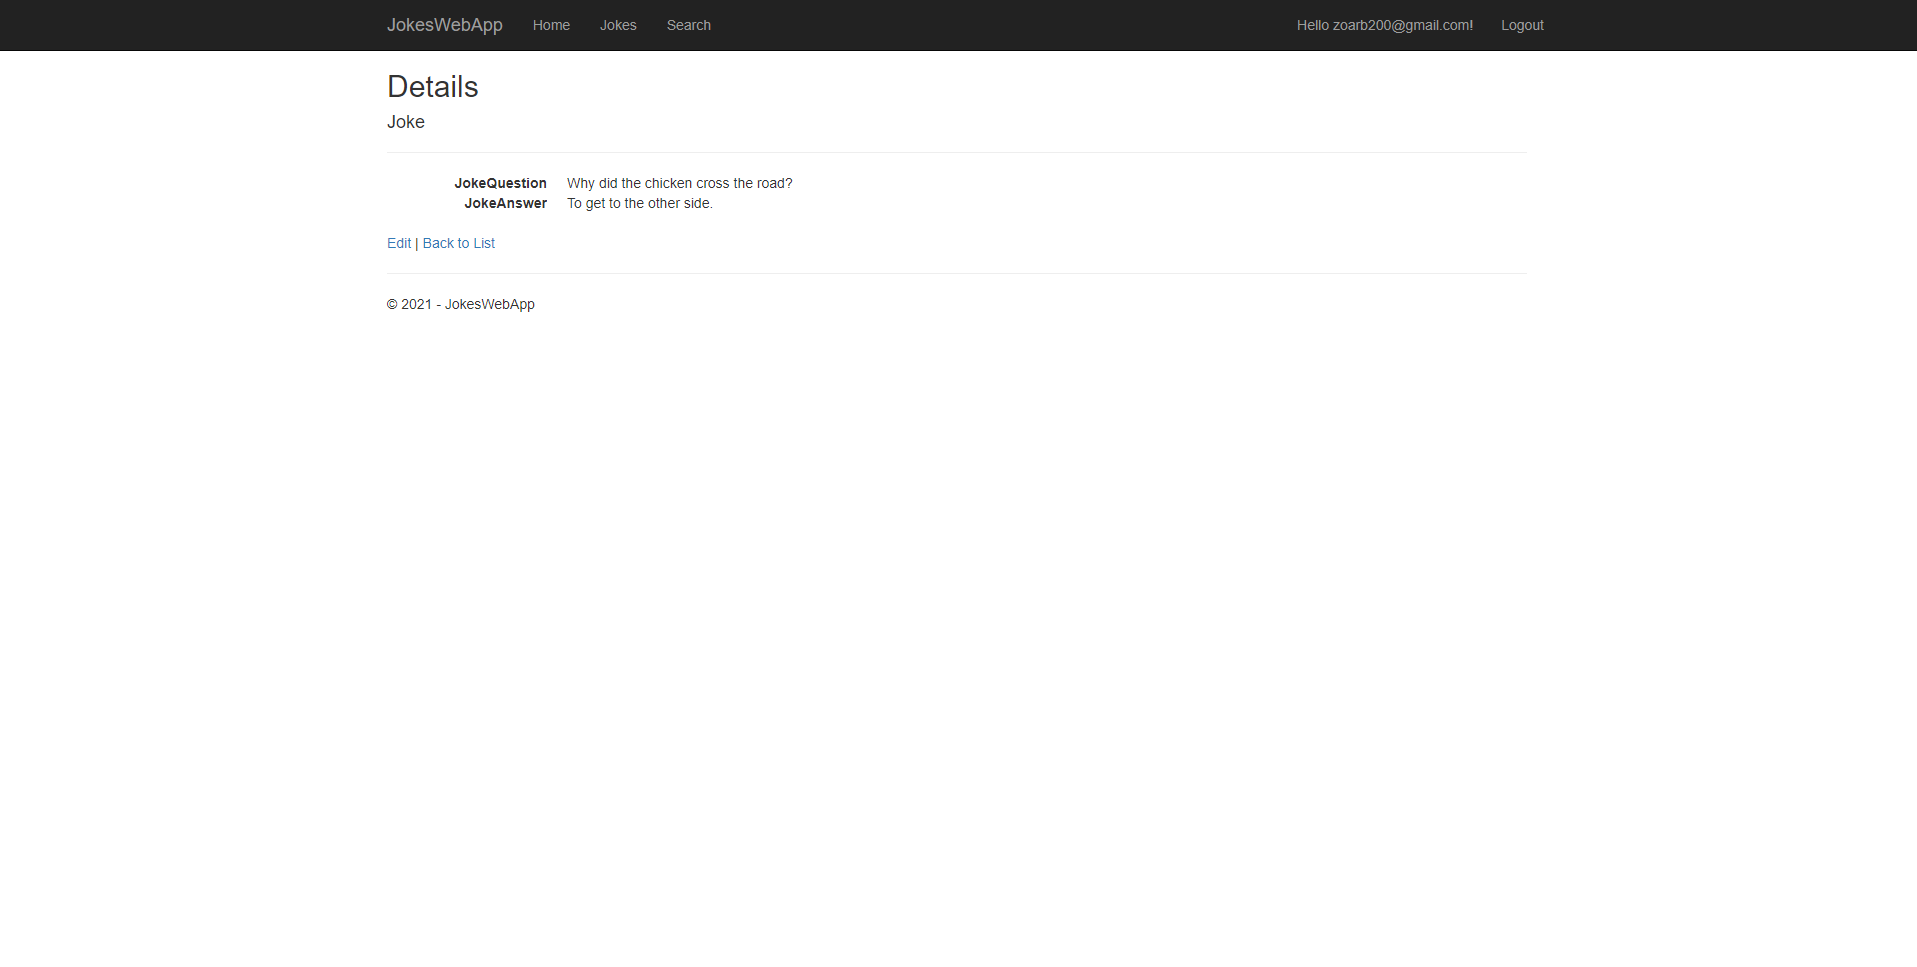 JokesWebApp Home Jokes Search Hello zoarb200@gmail.com! Logout
Details
Joke
JokeQuestion Why did the chicken cross the road?
JokeAnswer To get to the other side.
Edit | Back to List
© 2021 - JokesWebApp